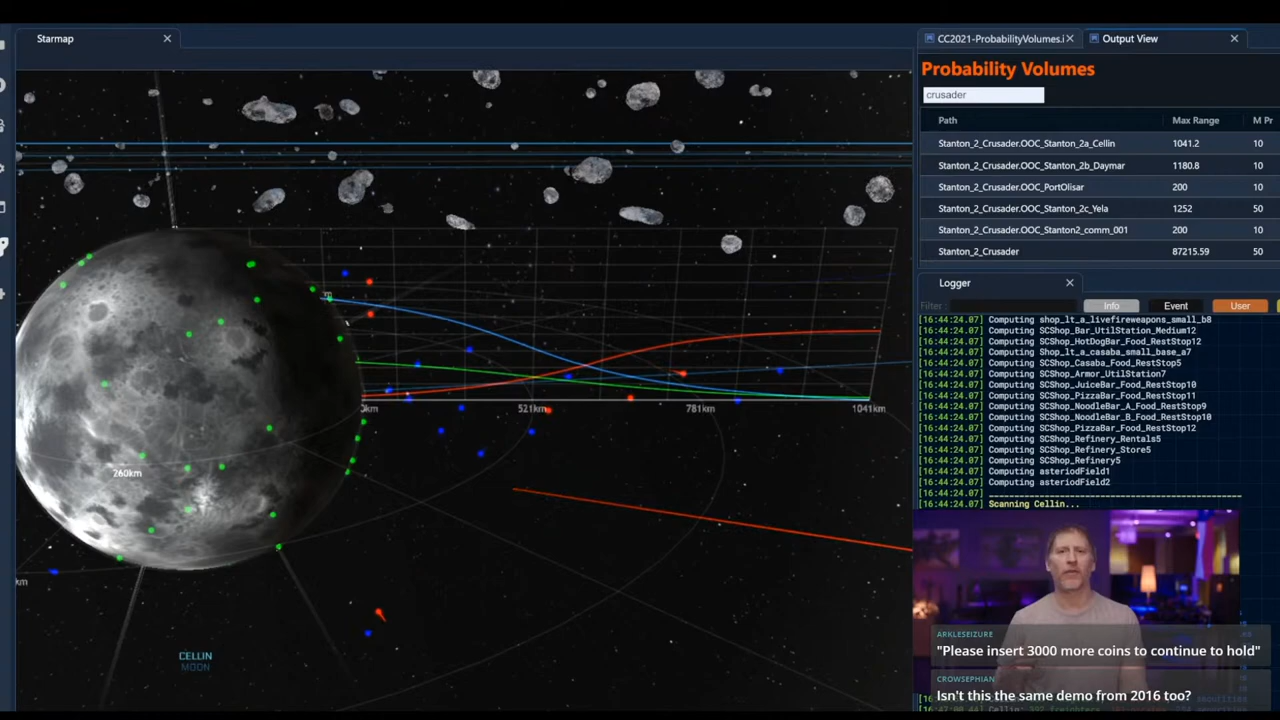 Starmap
CC2021-ProbabilityVolumes.i
Output View
Probability Volumes
crusader
Path Max Range M Pr
Stanton_2_Crusader.OOC_Stanton_2a_Cellin 1041.2 10
Stanton_2_Crusader.OOC_Stanton_2b_Daymar 1180.8 10
Stanton_2_Crusader.OOC_PortOlisar 200 10
Stanton_2_Crusader.OOC_Stanton_2c_Yela 1252 50
Stanton_2_Crusader.OOC_Stanton2_comm_001 200 10
Stanton_2_Crusader 87215.59 50
Logger
Filter : Info Event User
[16:44:24.07] Computing shop_lt_a_livefireweapons_small_b8
[16:44:24.07] Computing SCShop_Bar_UtilStation_Medium12
[16:44:24.07] Computing SCShop_HotDogBar_Food_RestStop12
[16:44:24.07] Computing Shop_lt_a_casaba_small_base_a7
[16:44:24.07] Computing SCShop_Casaba_Food_RestStop5
[16:44:24.07] Computing SCShop_Armor_UtilStation7
[16:44:24.07] Computing SCShop_JuiceBar_Food_RestStop10
[16:44:24.07] Computing SCShop_PizzaBar_Food_RestStop11
[16:44:24.07] Computing SCShop_NoodleBar_A_Food_RestStop9
[16:44:24.07] Computing SCShop_NoodleBar_B_Food_RestStop10
[16:44:24.07] Computing SCShop_PizzaBar_Food_RestStop12
[16:44:24.07] Computing SCShop_Refinery_Rentals5
[16:44:24.07] Computing SCShop_Refinery_Store5
[16:44:24.07] Computing SCShop_Refinery5
[16:44:24.07] Computing asteriodField1
[16:44:24.07] Computing asteriodField2
[16:44:24.07]
[16:44:24.07] Scanning Cellin...
0km 521km 781km 1041km
260km
km
CELLIN
MOON
ARKLESEIZURE
"Please insert 3000 more coins to continue to hold"
CROWSEPHIAN
Isn't this the same demo from 2016 too?